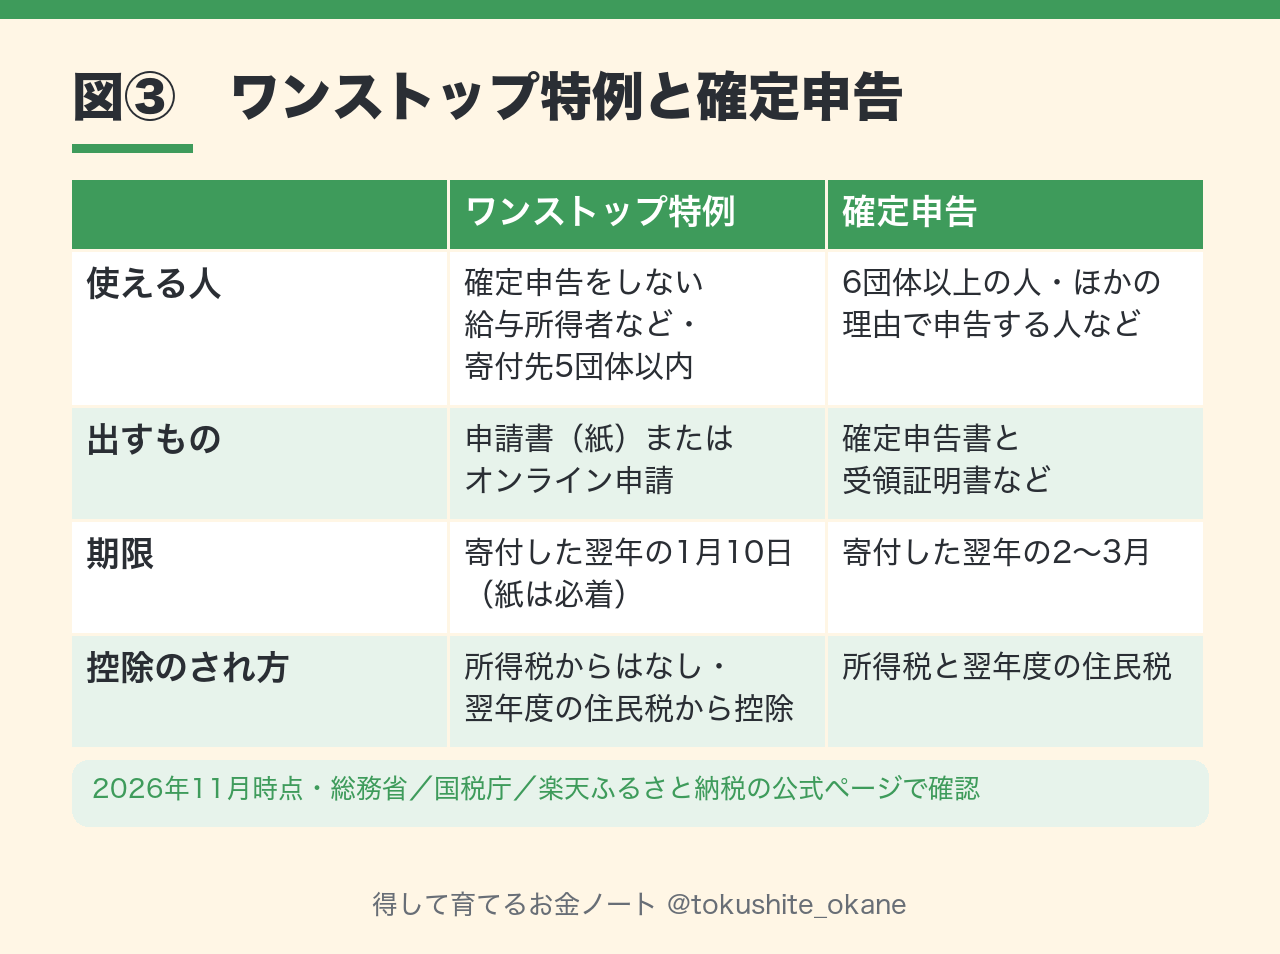 図③　ワンストップ特例と確定申告
ワンストップ特例
確定申告
使える人
確定申告をしない
給与所得者など・
寄付先5団体以内
6団体以上の人・ほかの
理由で申告する人など
出すもの
申請書（紙）または
オンライン申請
確定申告書と
受領証明書など
期限
寄付した翌年の1月10日
（紙は必着）
寄付した翌年の2〜3月
控除のされ方
所得税からはなし・
翌年度の住民税から控除
所得税と翌年度の住民税
2026年11月時点・総務省／国税庁／楽天ふるさと納税の公式ページで確認
得して育てるお金ノート @tokushite_okane